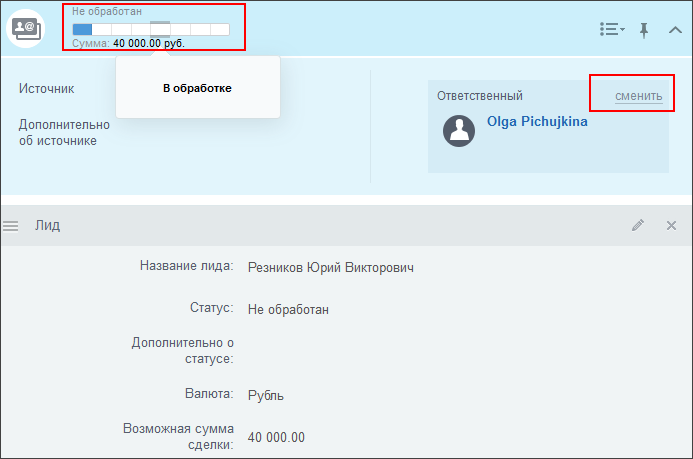 Не обработан
Сумма: 40 000.00 руб.
В обработке
Источник
Дополнительно
об источнике
Ответственный
сменить
Olga Pichujkina
Лид
Название лида: Резников Юрий Викторович
Статус: Не обработан
Дополнительно о
статусе:
Валюта: Рубль
Возможная сумма
сделки: 40 000.00